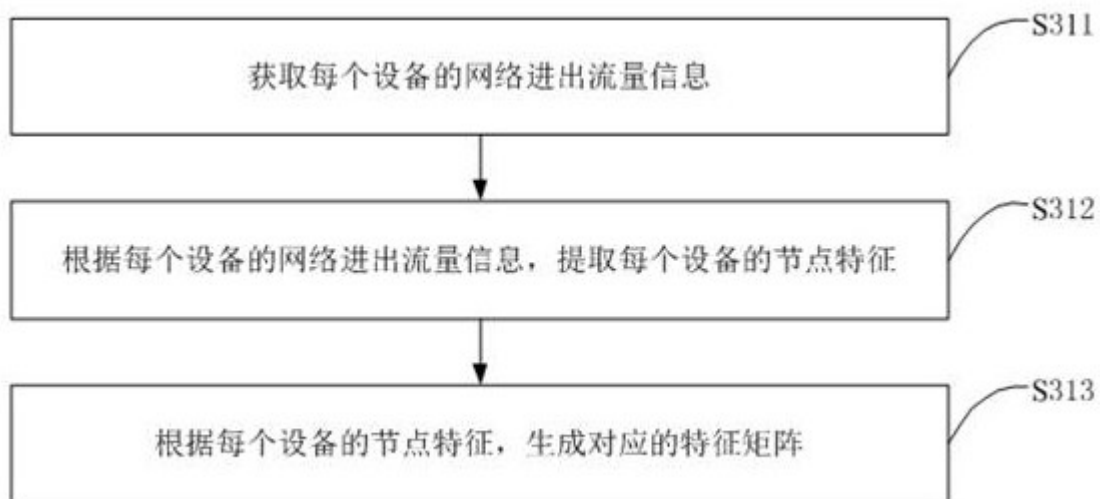 S311
获取每个设备的网络进出流量信息
S312
根据每个设备的网络进出流量信息，提取每个设备的节点特征
S313
根据每个设备的节点特征，生成对应的特征矩阵